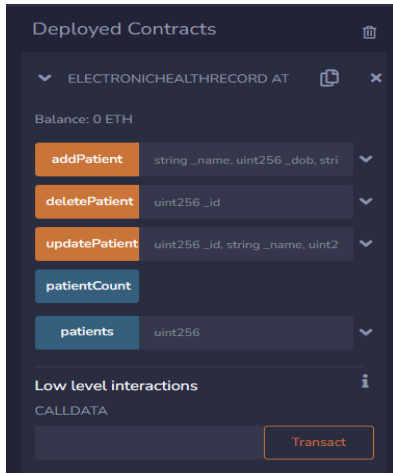 Deployed Contracts
ELECTRONICHEALTHRECORD AT
Balance: 0 ETH
addPatient string _name, uint256 _dob, stri
deletePatient uint256 _id
updatePatient uint256 _id, string _name, uint2
patientCount
patients uint256
Low level interactions
CALLDATA
Transact